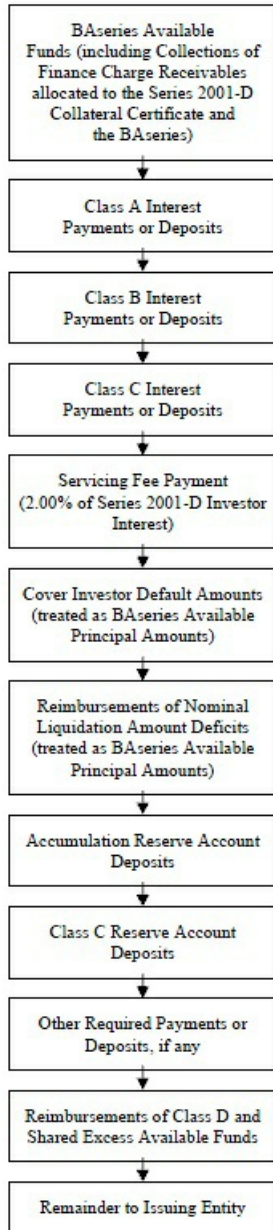 BAseries Available
Funds (including Collections of
Finance Charge Receivables
allocated to the Series 2001-D
Collateral Certificate and
the BAseries)
Class A Interest
Payments or Deposits
Class B Interest
Payments or Deposits
Class C Interest
Payments or Deposits
Servicing Fee Payment
(2.00% of Series 2001-D Investor
Interest)
Cover Investor Default Amounts
(treated as BAseries Available
Principal Amounts)
Reimbursements of Nominal
Liquidation Amount Deficits
(treated as BAseries Available
Principal Amounts)
Accumulation Reserve Account
Deposits
Class C Reserve Account
Deposits
Other Required Payments or
Deposits, if any
Reimbursements of Class D and
Shared Excess Available Funds
Remainder to Issuing Entity